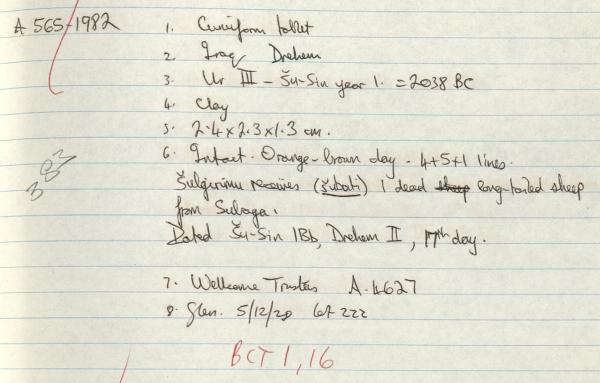 A 565-1982
1. Cuneiform tablet
2. Iraq Drehem
3. Ur III - Šu-Sin year 1. = 2038 BC
4. Clay
5. 2.4 x 2.3 x 1.3 cm.
6. Intact. Orange-brown clay. 4+5+1 lines.
Šulgirimu receives (šubati) 1 dead sheep long-tailed sheep
from Sulaga.
Dated Šu-Sin 1Bb, Drehem II, 17th day.
383
7. Wellcome Trustees A.4627
8. Glen. 5/12/28 lot 222
BCT 1, 16